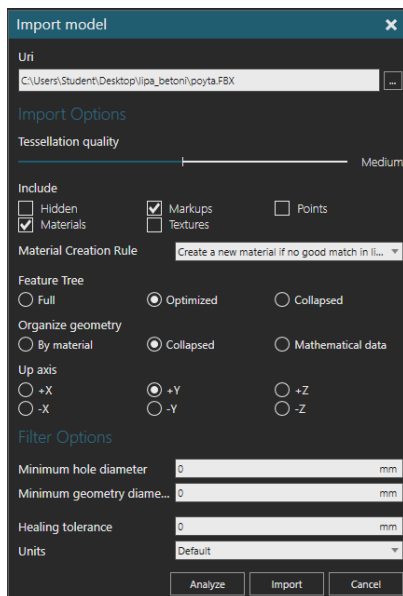 Import model
Uri
C:\Users\Student\Desktop\lipa_betoni\poyta.FBX ...
Import Options
Tessellation quality
Medium
Include
Hidden Markups Points
Materials Textures
Material Creation Rule Create a new material if no good match in li...
Feature Tree
Full Optimized Collapsed
Organize geometry
By material Collapsed Mathematical data
Up axis
+X +Y +Z
-X -Y -Z
Filter Options
Minimum hole diameter 0 mm
Minimum geometry diame... 0 mm
Healing tolerance 0 mm
Units Default
Analyze Import Cancel